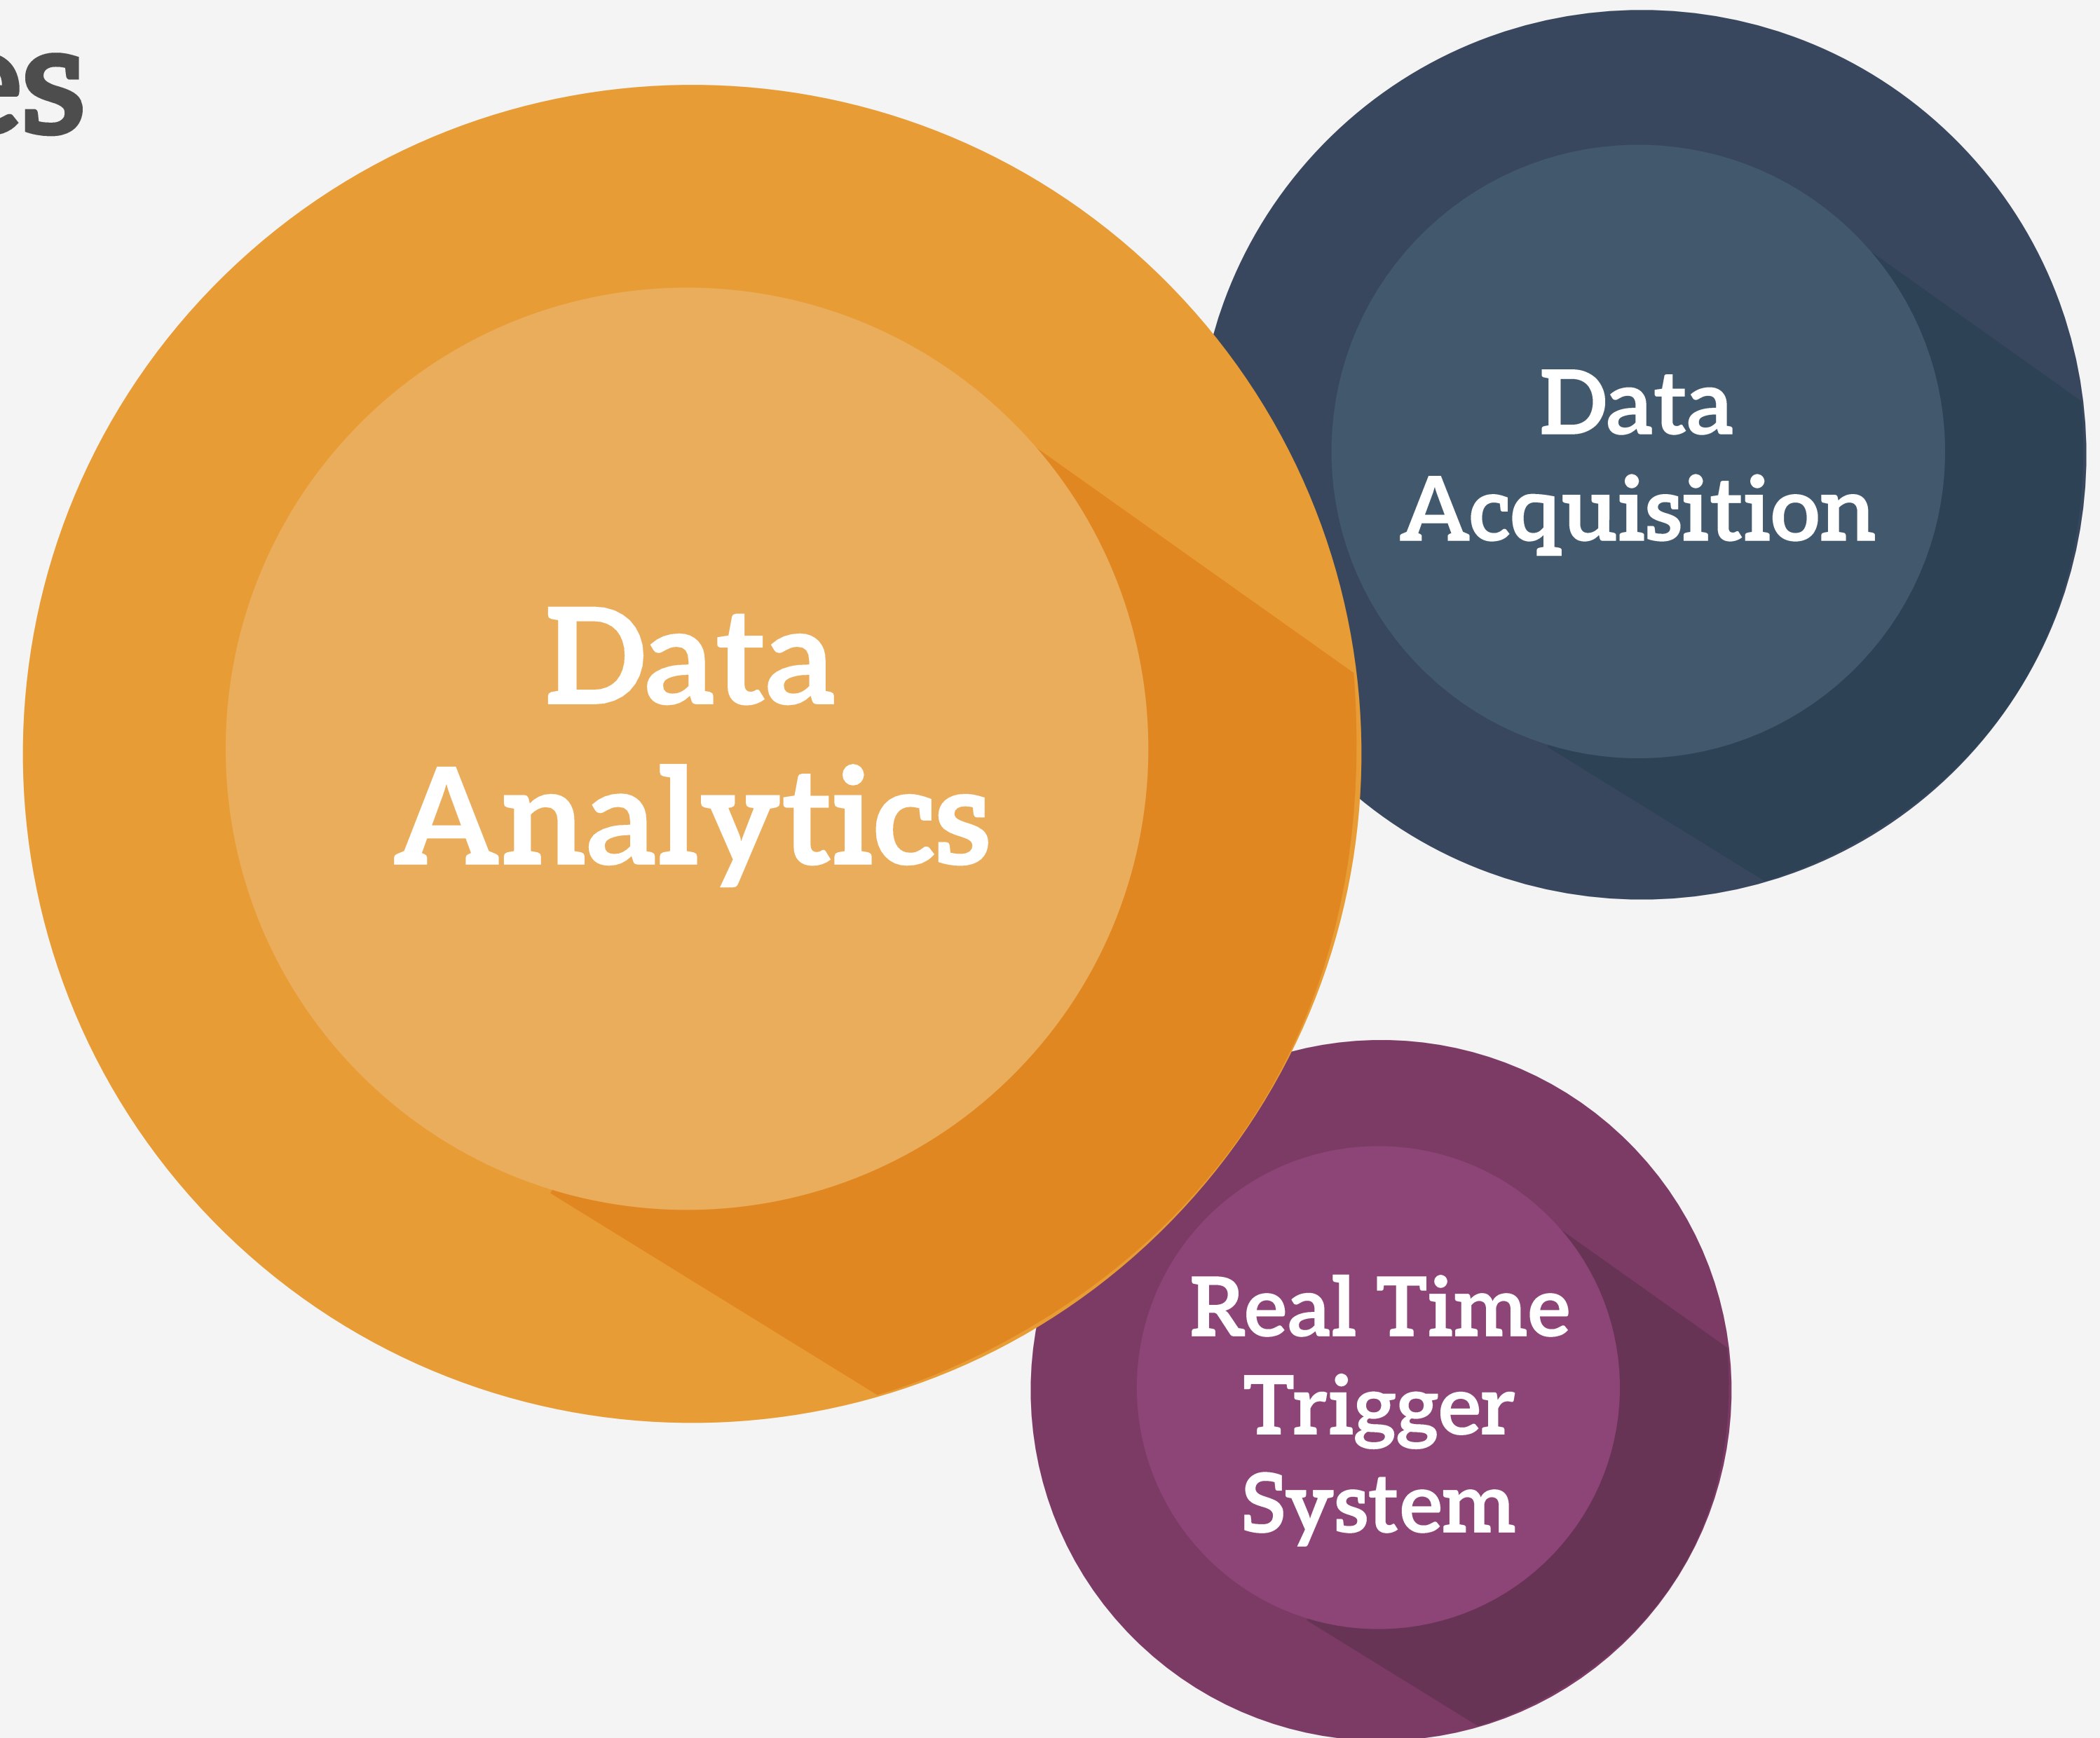 Data
Analytics
Data
Acquisition
Real Time
Trigger
System